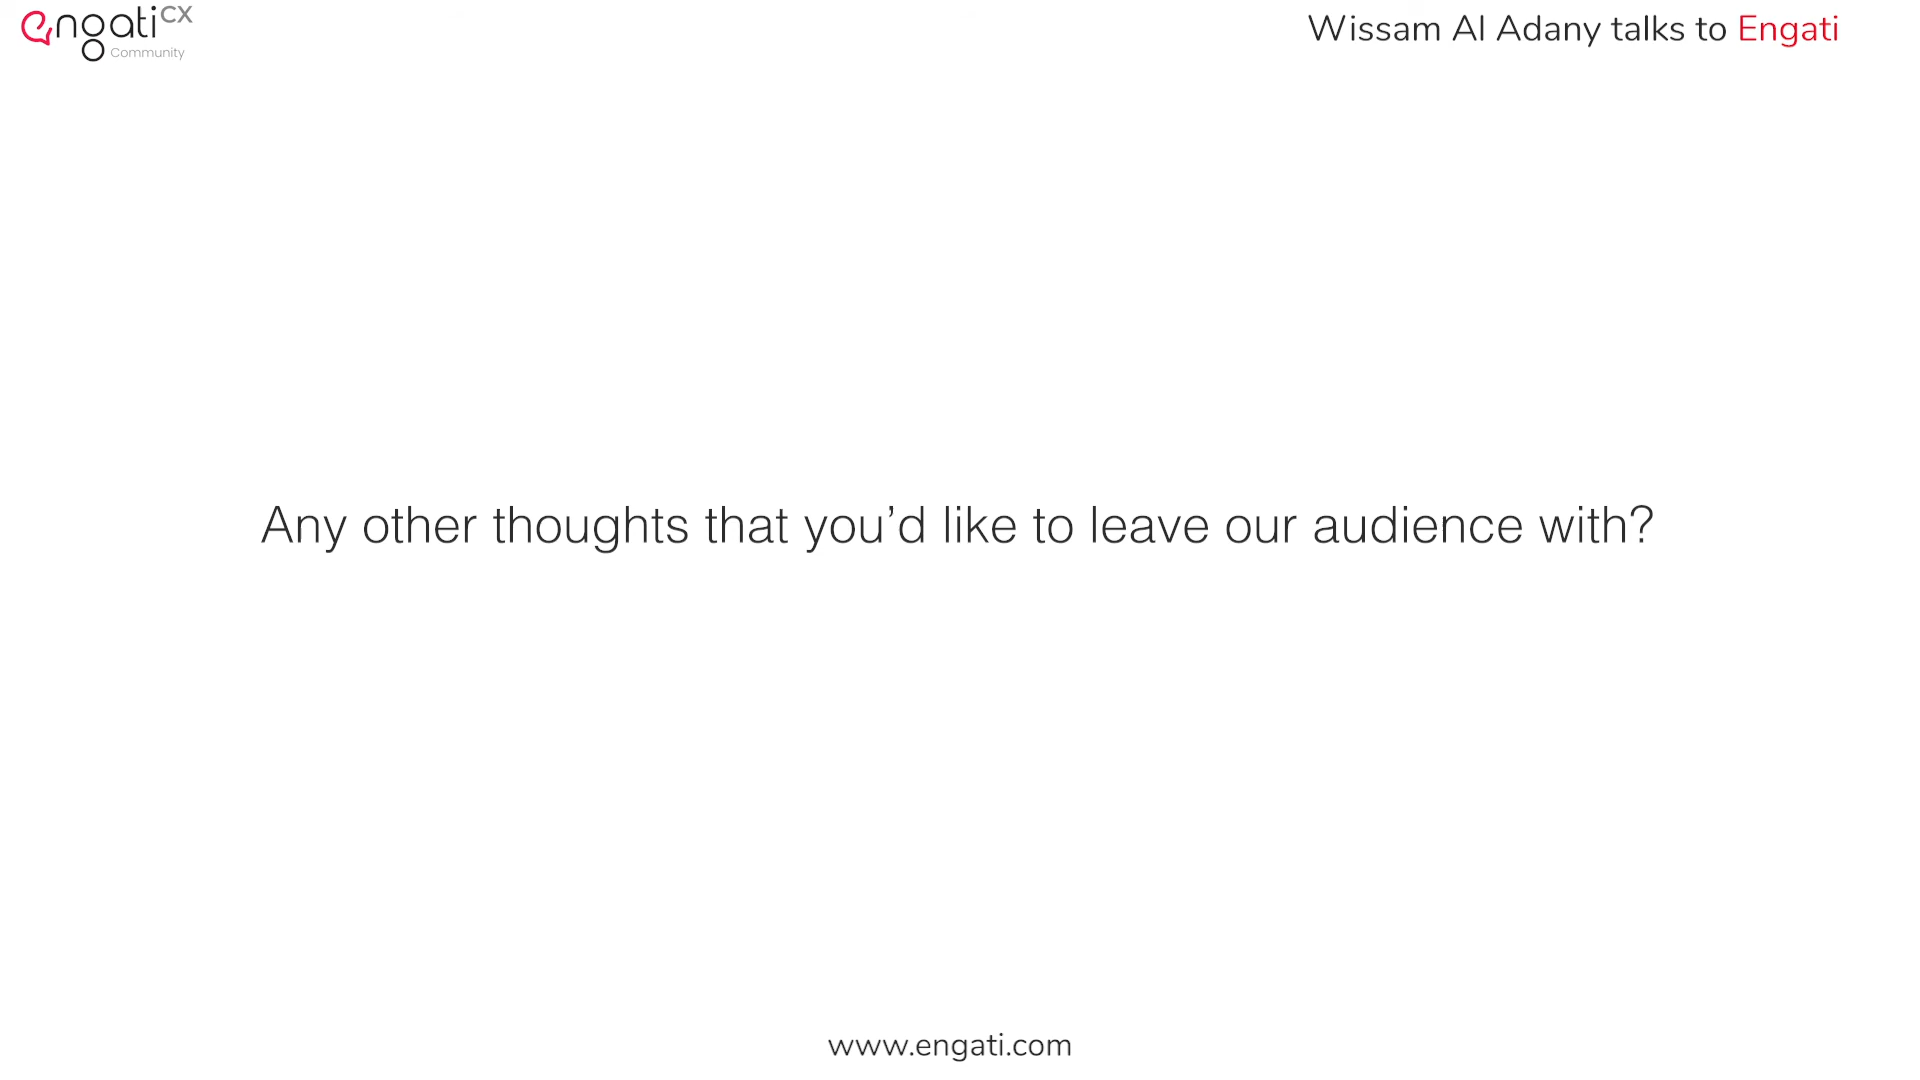 engati CX
Community
Wissam Al Adany talks to Engati
Any other thoughts that you’d like to leave our audience with?
www.engati.com